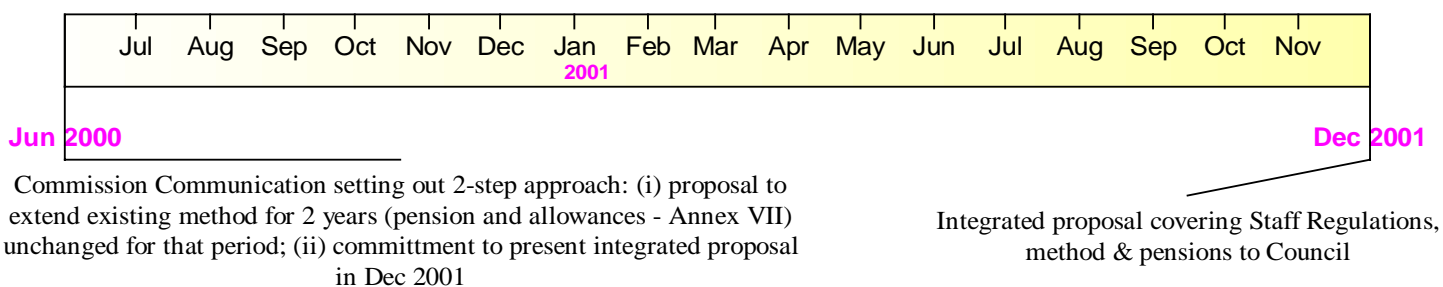 Jul Aug Sep Oct Nov Dec Jan Feb Mar Apr May Jun Jul Aug Sep Oct Nov
2001
Jun 2000
Dec 2001
Commission Communication setting out 2-step approach: (i) proposal to
extend existing method for 2 years (pension and allowances - Annex VII)
unchanged for that period; (ii) committment to present integrated proposal
in Dec 2001
Integrated proposal covering Staff Regulations,
method & pensions to Council